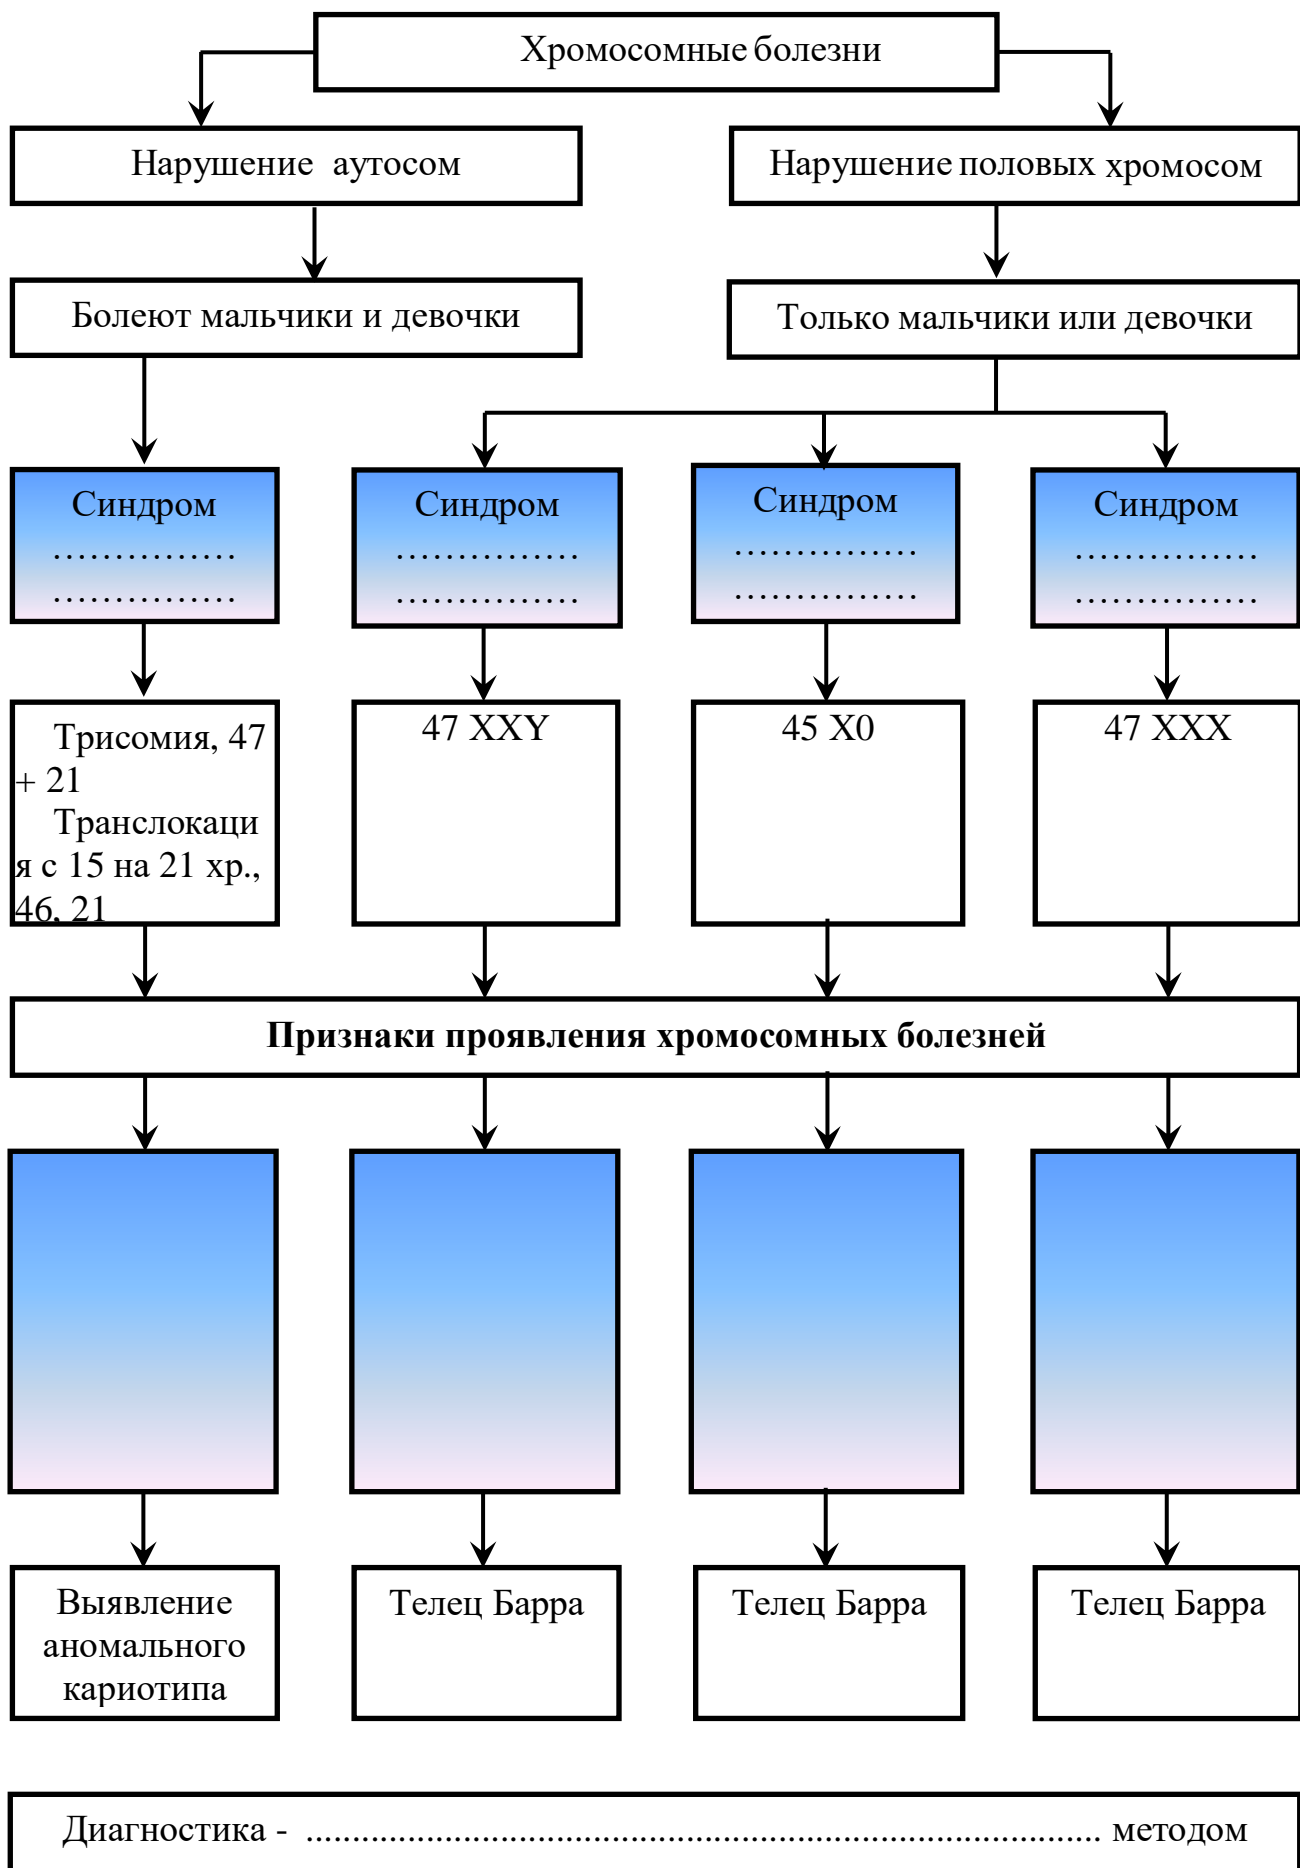 Хромосомные болезни
Нарушение аутосом
Нарушение половых хромосом
Болеют мальчики и девочки
Только мальчики или девочки
Синдром
...............
...............
Синдром
...............
...............
Синдром
...............
...............
Синдром
...............
...............
Трисомия, 47
+ 21
Транслокаци
я с 15 на 21 хр.,
46, 21
47 XXY
45 X0
47 XXX
Признаки проявления хромосомных болезней
Выявление
аномального
кариотипа
Телец Барра
Телец Барра
Телец Барра
Диагностика - ...................................................................................... методом